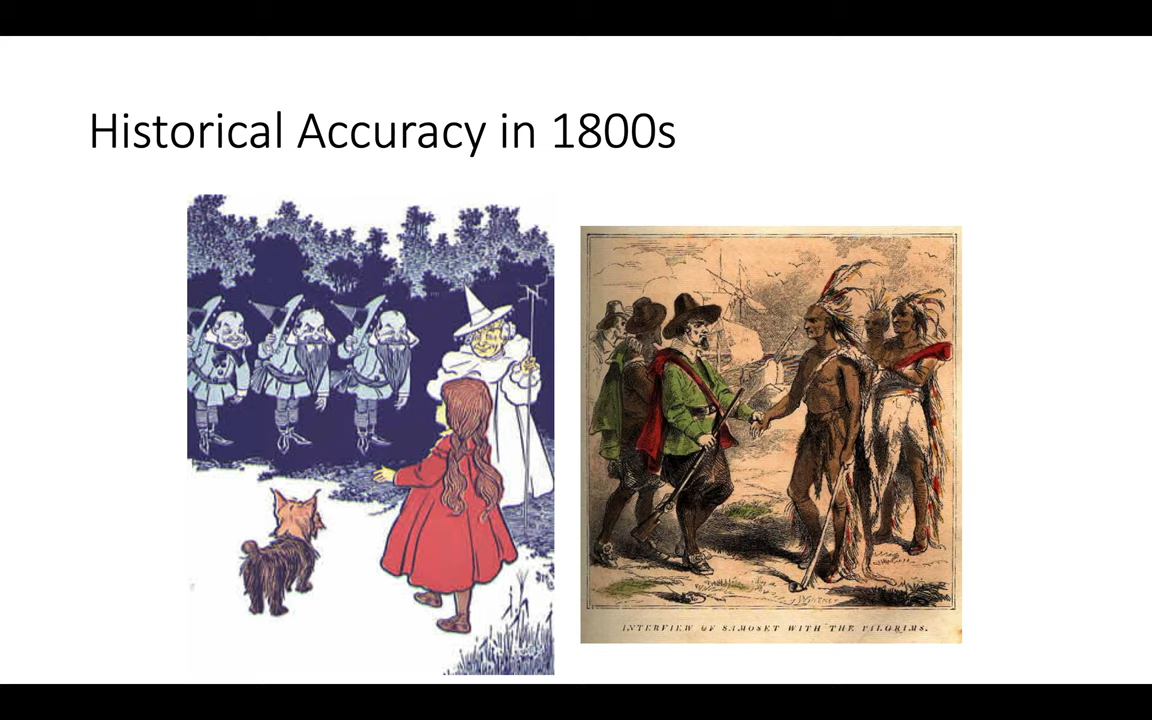 Historical Accuracy in 1800s
INTERVIEW OF SAMOSET WITH THE PILGRIMS.